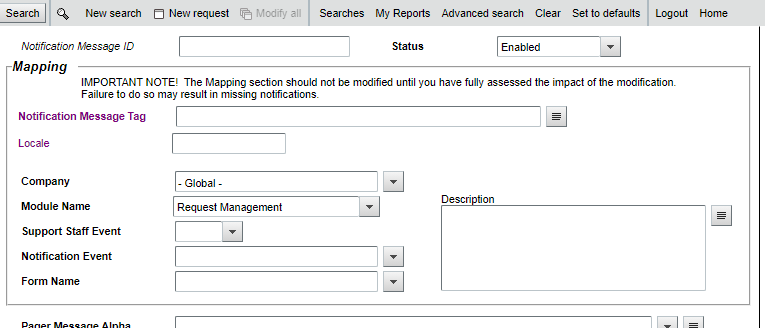 Search New search New request Modify all Searches My Reports Advanced search Clear Set to defaults Logout Home
Notification Message ID Status Enabled
Mapping
IMPORTANT NOTE! The Mapping section should not be modified until you have fully assessed the impact of the modification.
Failure to do so may result in missing notifications.
Notification Message Tag
Locale
Company - Global -
Module Name Request Management
Description
Support Staff Event
Notification Event
Form Name
Pager Message Alpha